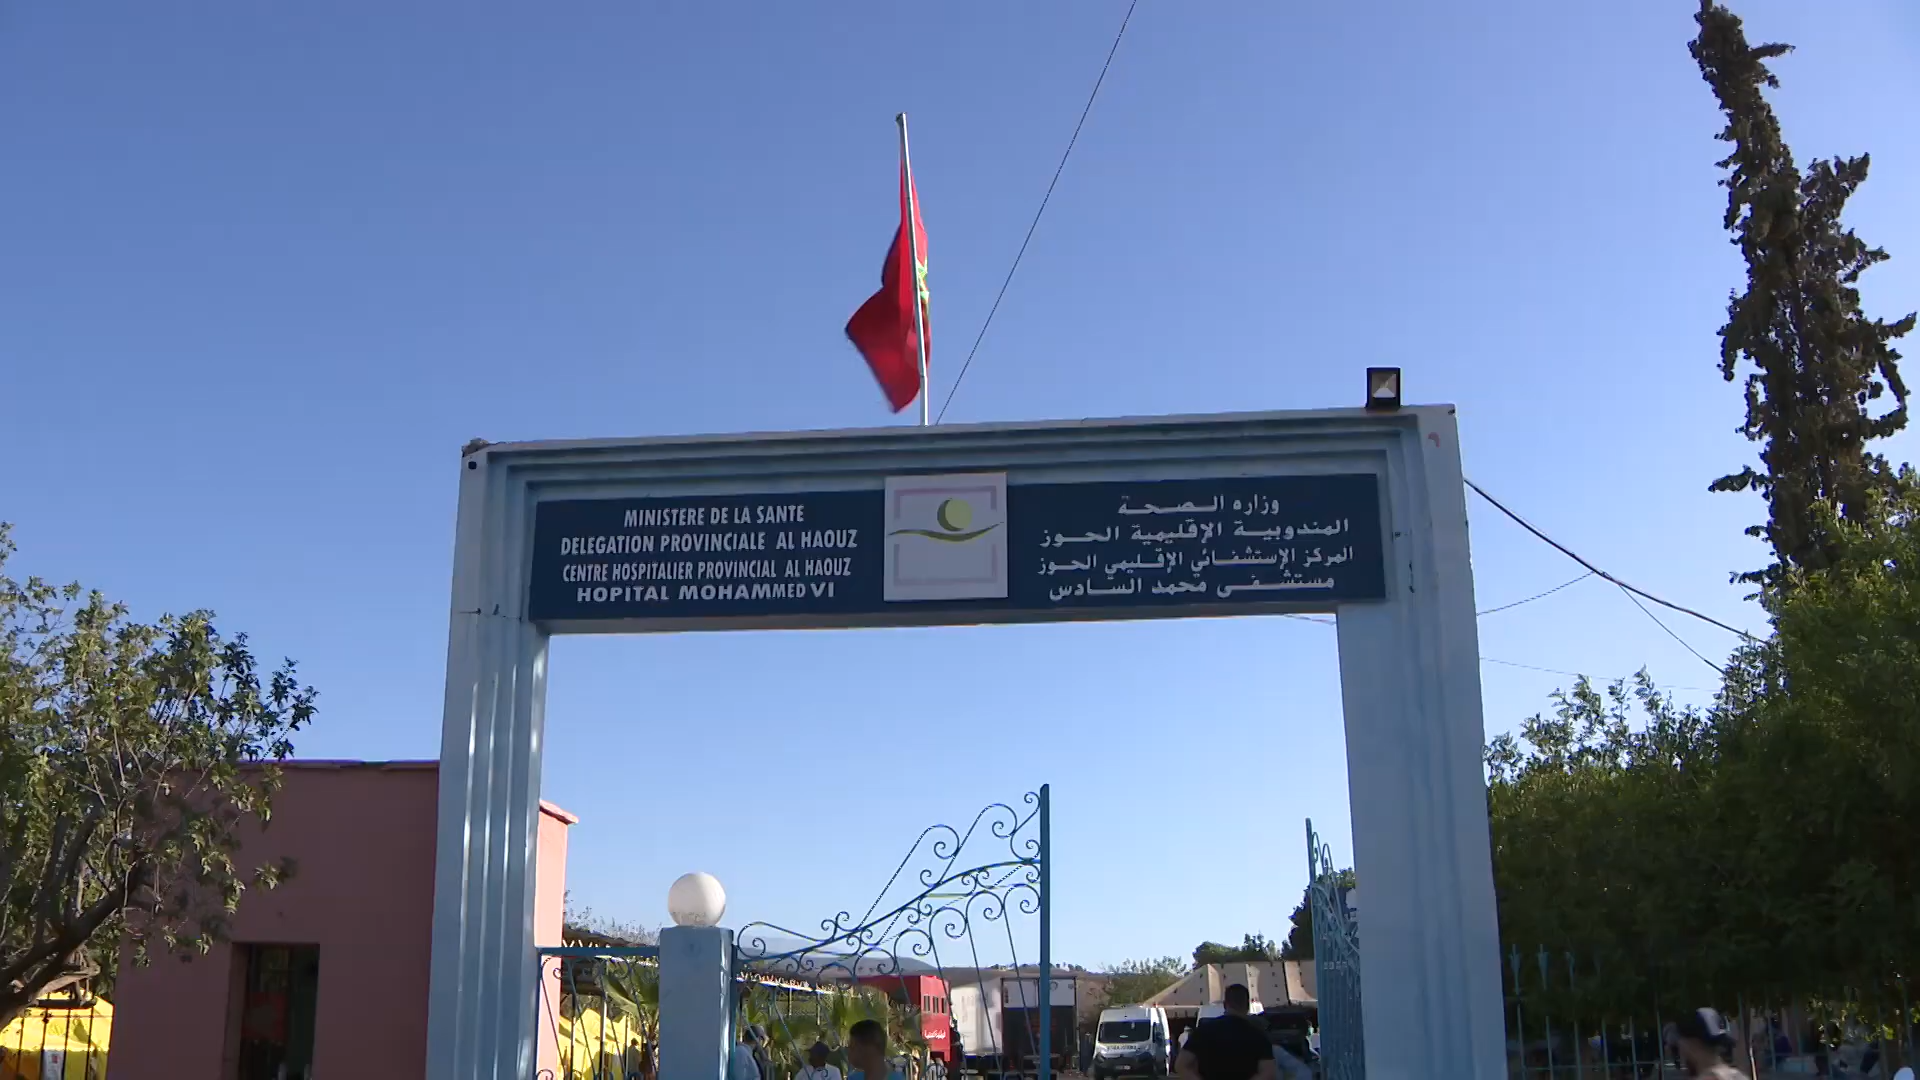 MINISTERE DE LA SANTE
DELEGATION PROVINCIALE AL HAOUZ
CENTRE HOSPITALIER PROVINCIAL AL HAOUZ
HOPITAL MOHAMMED VI
وزاره الصحة
المندوبية الإقليمية الحوز
المركز الإستشفائي الإقليمي الحوز
مستشفى محمد السادس